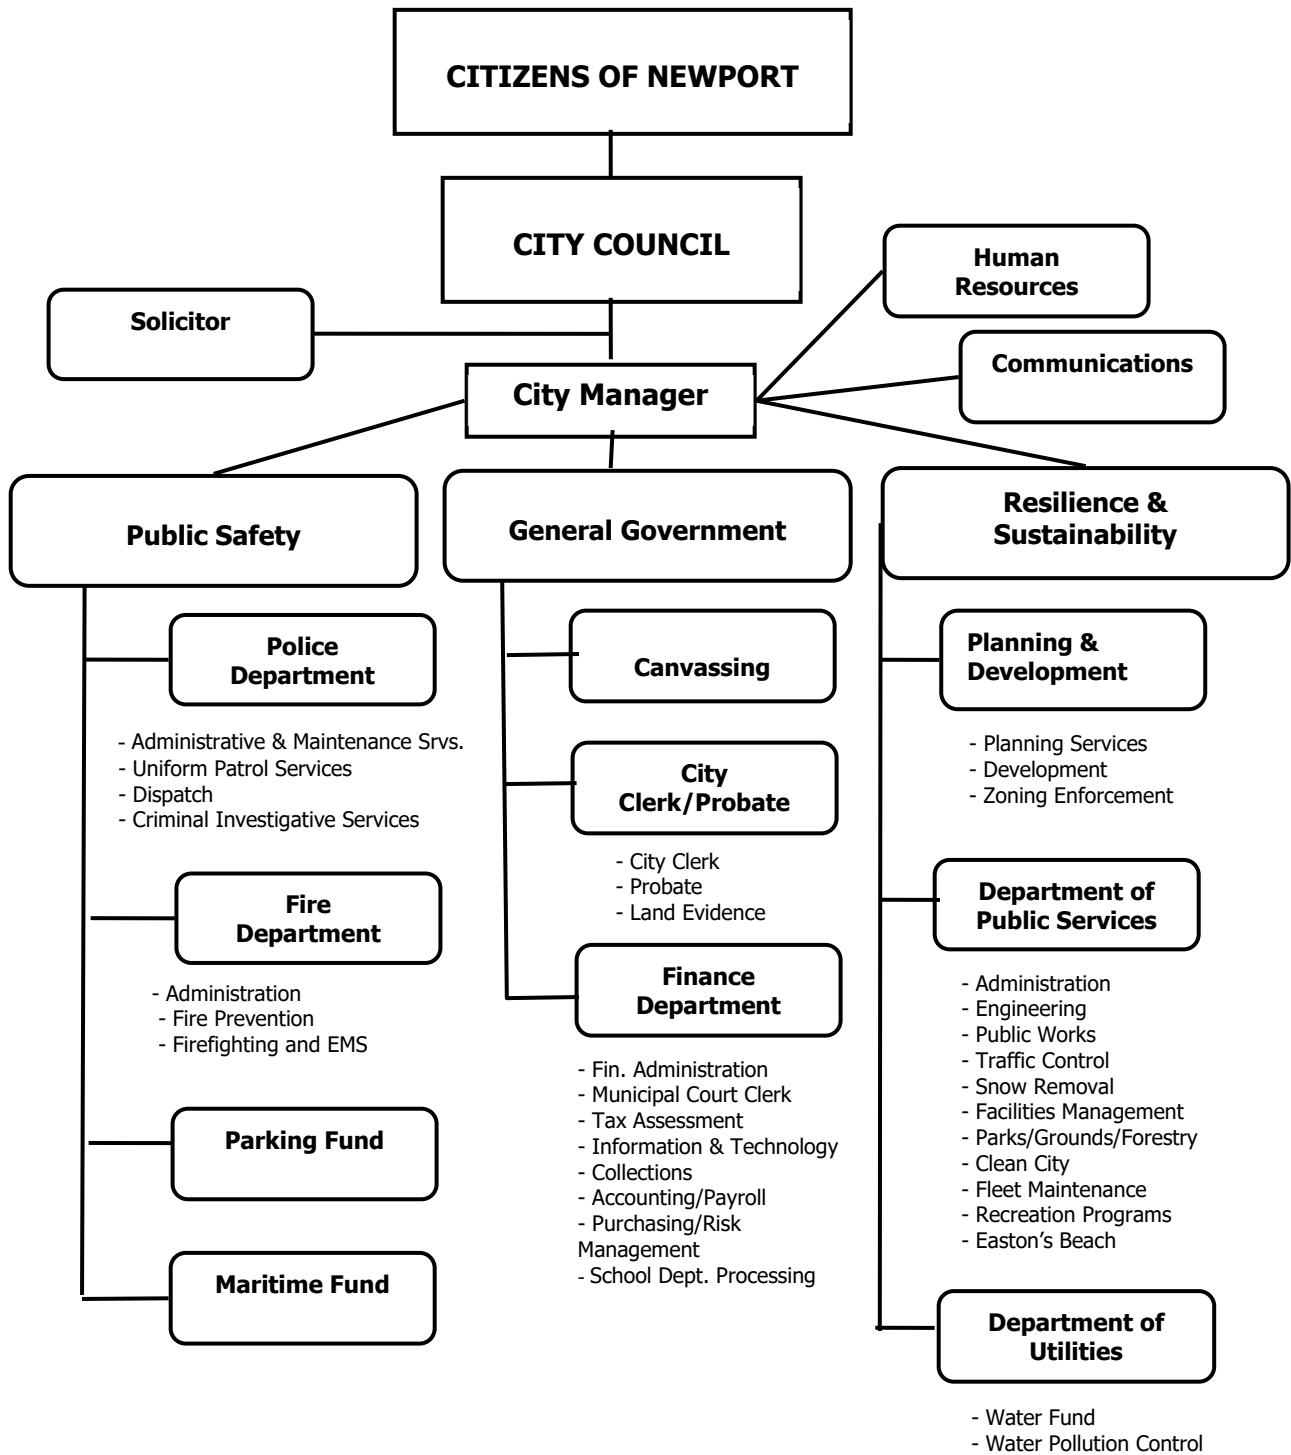 CITIZENS OF NEWPORT
CITY COUNCIL
Human
Resources
Solicitor
Communications
City Manager
Public Safety
General Government
Resilience &
Sustainability
Police
Department
- Administrative & Maintenance Srvs.
- Uniform Patrol Services
- Dispatch
- Criminal Investigative Services
Fire
Department
- Administration
- Fire Prevention
- Firefighting and EMS
Parking Fund
Maritime Fund
Canvassing
City
Clerk/Probate
- City Clerk
- Probate
- Land Evidence
Finance
Department
- Fin. Administration
- Municipal Court Clerk
- Tax Assessment
- Information & Technology
- Collections
- Accounting/Payroll
- Purchasing/Risk
Management
- School Dept. Processing
Planning &
Development
- Planning Services
- Development
- Zoning Enforcement
Department of
Public Services
- Administration
- Engineering
- Public Works
- Traffic Control
- Snow Removal
- Facilities Management
- Parks/Grounds/Forestry
- Clean City
- Fleet Maintenance
- Recreation Programs
- Easton’s Beach
Department of
Utilities
- Water Fund
- Water Pollution Control